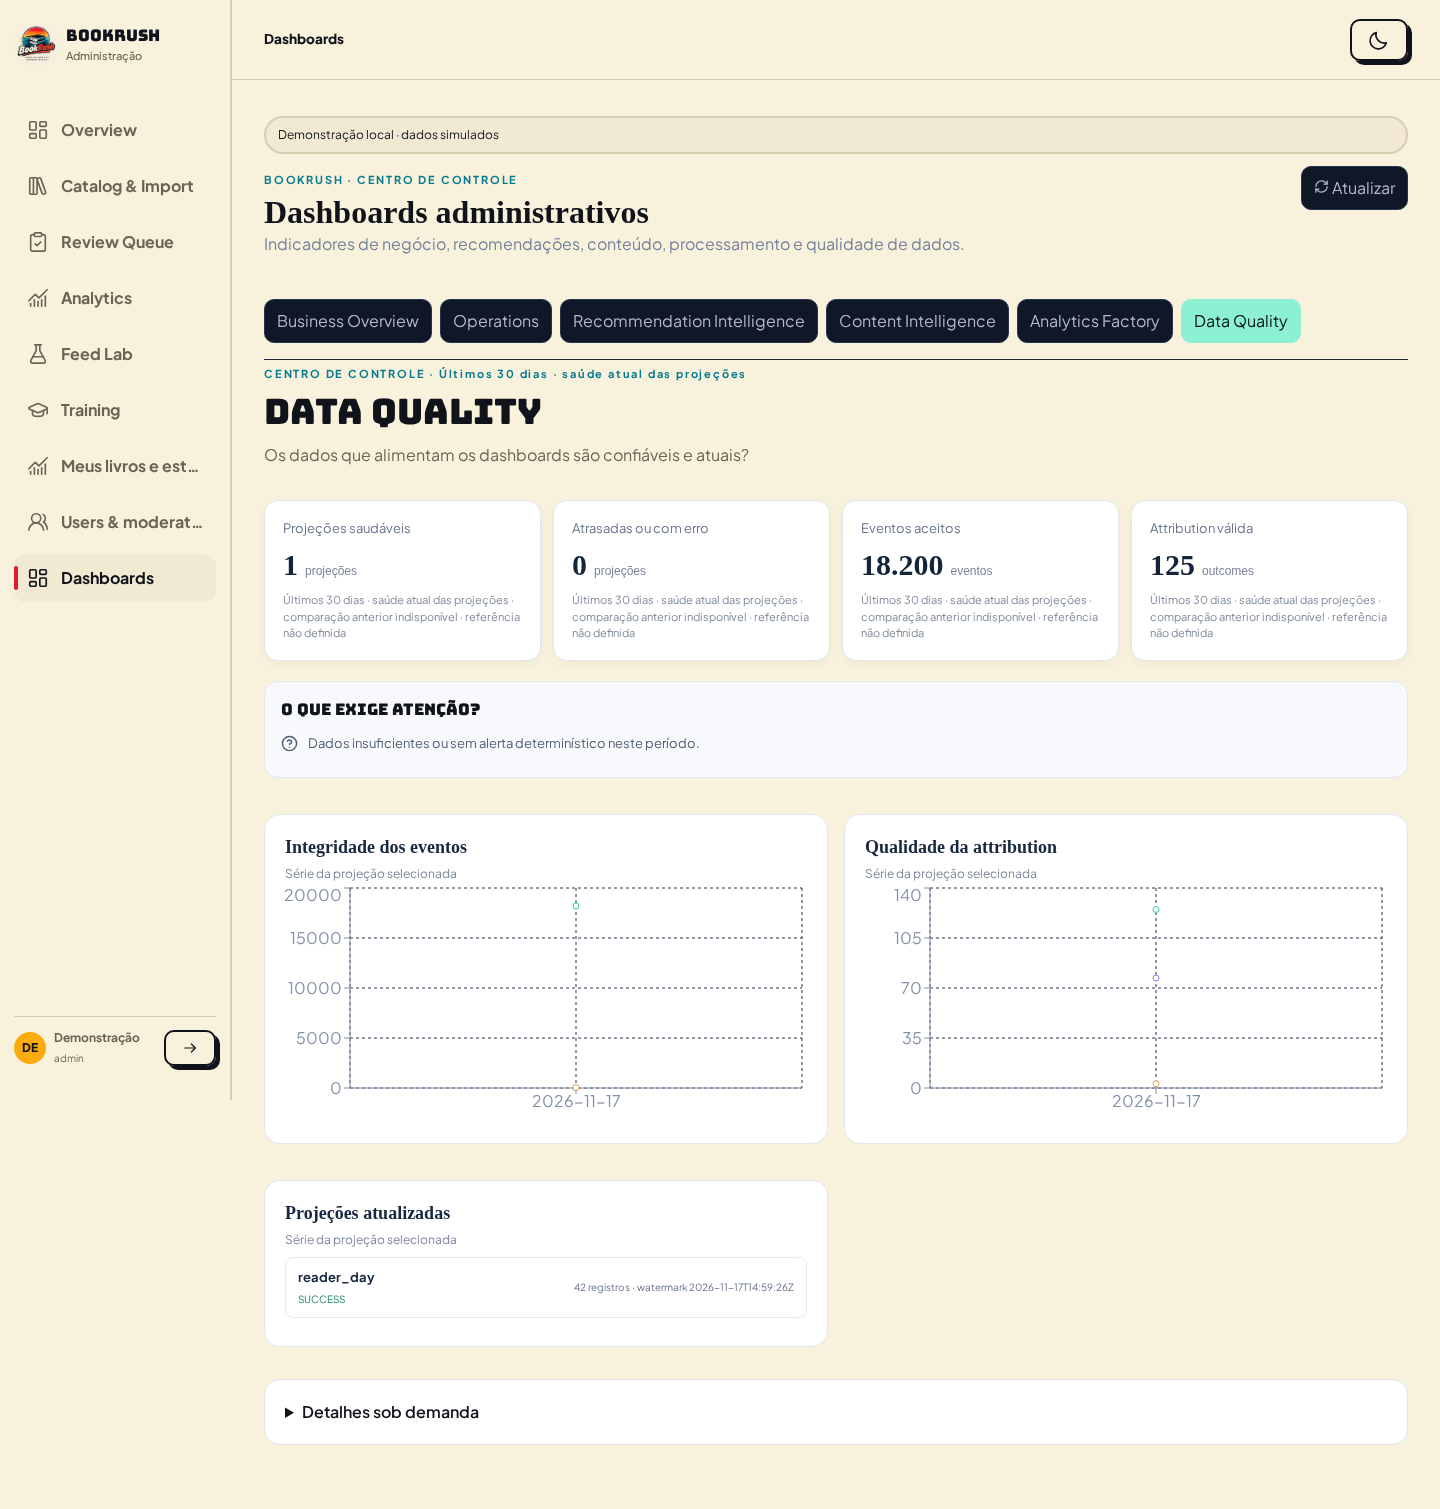 BOOKRUSH
Administração
Overview
Catalog & Import
Review Queue
Analytics
Feed Lab
Training
Meus livros e est…
Users & moderat…
Dashboards
DE
Demonstração
admin
Dashboards
Demonstração local · dados simulados
BOOKRUSH · CENTRO DE CONTROLE
Dashboards administrativos
Indicadores de negócio, recomendações, conteúdo, processamento e qualidade de dados.
Atualizar
Business Overview
Operations
Recommendation Intelligence
Content Intelligence
Analytics Factory
Data Quality
CENTRO DE CONTROLE · Últimos 30 dias · saúde atual das projeções
DATA QUALITY
Os dados que alimentam os dashboards são confiáveis e atuais?
Projeções saudáveis
1 projeções
Últimos 30 dias · saúde atual das projeções ·
comparação anterior indisponível · referência
não definida
Atrasadas ou com erro
0 projeções
Últimos 30 dias · saúde atual das projeções ·
comparação anterior indisponível · referência
não definida
Eventos aceitos
18.200 eventos
Últimos 30 dias · saúde atual das projeções ·
comparação anterior indisponível · referência
não definida
Attribution válida
125 outcomes
Últimos 30 dias · saúde atual das projeções ·
comparação anterior indisponível · referência
não definida
O QUE EXIGE ATENÇÃO?
Dados insuficientes ou sem alerta determinístico neste período.
Integridade dos eventos
Série da projeção selecionada
20000
15000
10000
5000
0
2026-11-17
Qualidade da attribution
Série da projeção selecionada
140
105
70
35
0
2026-11-17
Projeções atualizadas
Série da projeção selecionada
reader_day
SUCCESS
42 registros · watermark 2026-11-17T14:59:26Z
Detalhes sob demanda